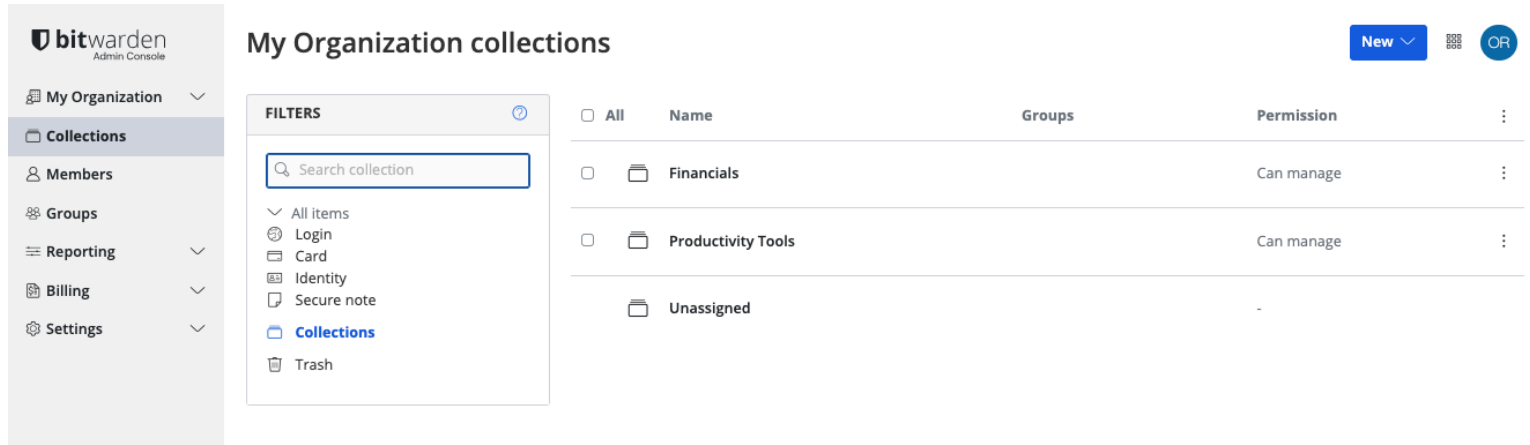 bitwarden
Admin Console
My Organization
Collections
Members
Groups
Reporting
Billing
Settings
My Organization collections
New
OR
FILTERS
Search collection
All items
Login
Card
Identity
Secure note
Collections
Trash
All Name Groups Permission
Financials Can manage
Productivity Tools Can manage
Unassigned -